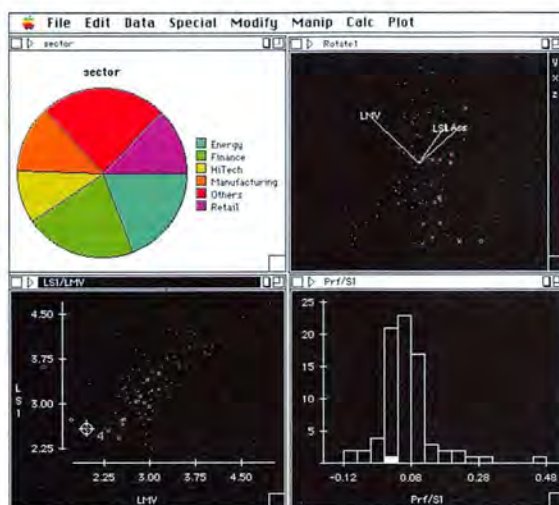 File Edit Data Special Modify Manip Calc Plot
sector
sector
Energy
Finance
HiTech
Manufacturing
Others
Retail
Rotate1
y
x
z
LMV
LS1/LMV
4.50
3.75
3.00
2.25
LS1
2.25 3.00 3.75 4.50
LMV
Prf/S1
25
20
15
10
5
-0.12 0.08 0.28 0.48
Prf/S1